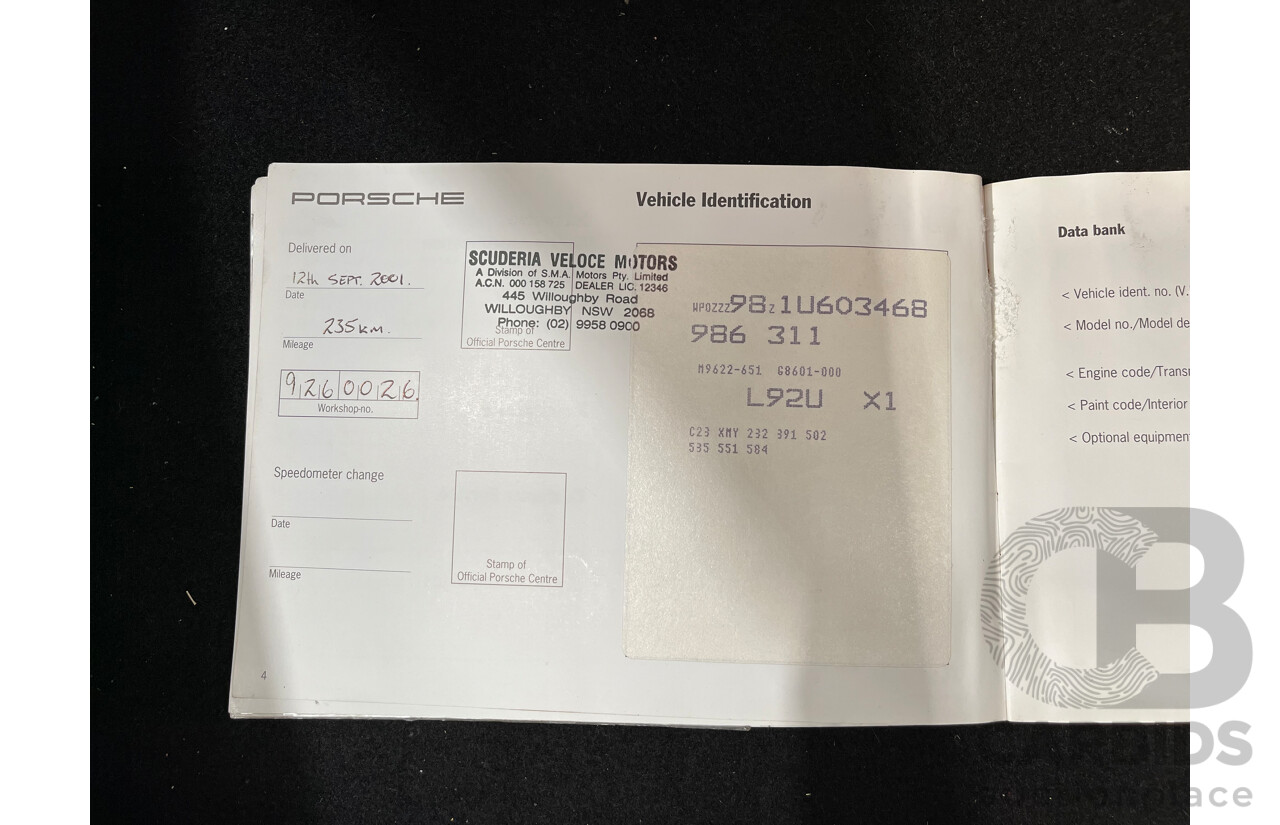 PORSCHE
Vehicle Identification
Delivered on
12th SEPT. 2001.
Date
235KM.
Mileage
9260026.
Workshop-no.
SCUDERIA VELOCE MOTORS
A Division of S.M.A. Motors Pty. Limited
A.C.N. 000 158 725 DEALER LIC. 12346
445 Willoughby Road
WILLOUGHBY NSW 2068
Phone: (02) 9958 0900
Stamp of
Official Porsche Centre
Speedometer change
Date
Mileage
Stamp of
Official Porsche Centre
4
WP0ZZZ98Z1U603468
986 311
M9622-651 G8601-000
L92U X1
C23 XMY 232 391 502
535 551 584
Data bank
< Vehicle ident. no. (V.
< Model no./Model de
< Engine code/Trans
< Paint code/Interior
< Optional equipmen
CB
CARBIDS